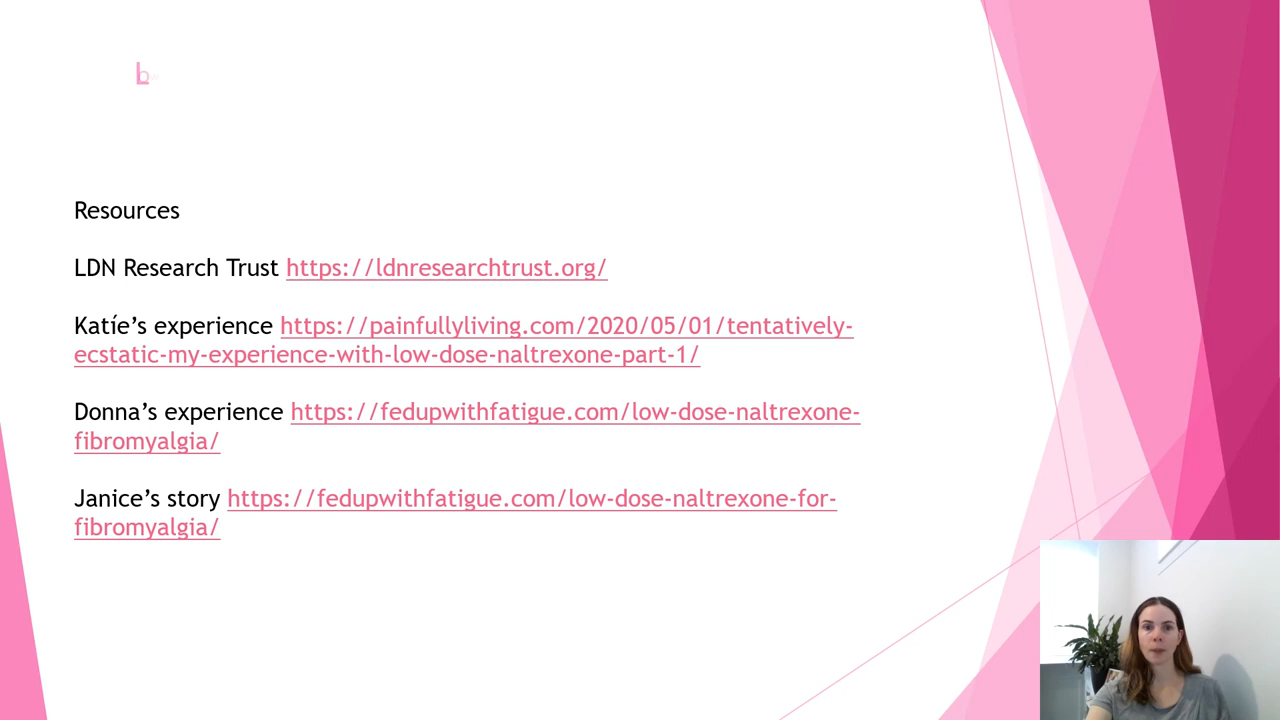 Resources
LDN Research Trust https://ldnresearchtrust.org/
Katíe’s experience https://painfullyliving.com/2020/05/01/tentatively-
ecstatic-my-experience-with-low-dose-naltrexone-part-1/
Donna’s experience https://fedupwithfatigue.com/low-dose-naltrexone-
fibromyalgia/
Janice’s story https://fedupwithfatigue.com/low-dose-naltrexone-for-
fibromyalgia/